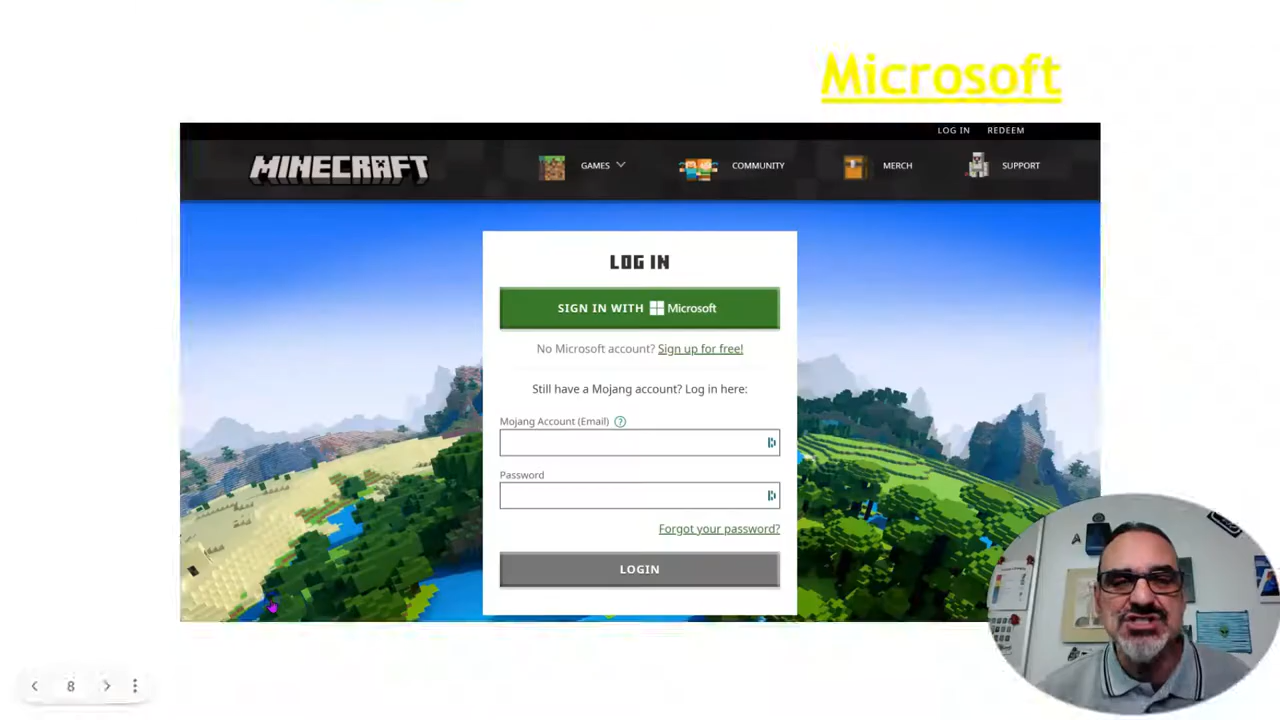 Microsoft
LOG IN REDEEM
MINECRAFT GAMES COMMUNITY MERCH SUPPORT
LOG IN
SIGN IN WITH Microsoft
No Microsoft account? Sign up for free!
Still have a Mojang account? Log in here:
Mojang Account (Email) ?
Password
Forgot your password?
LOGIN
8